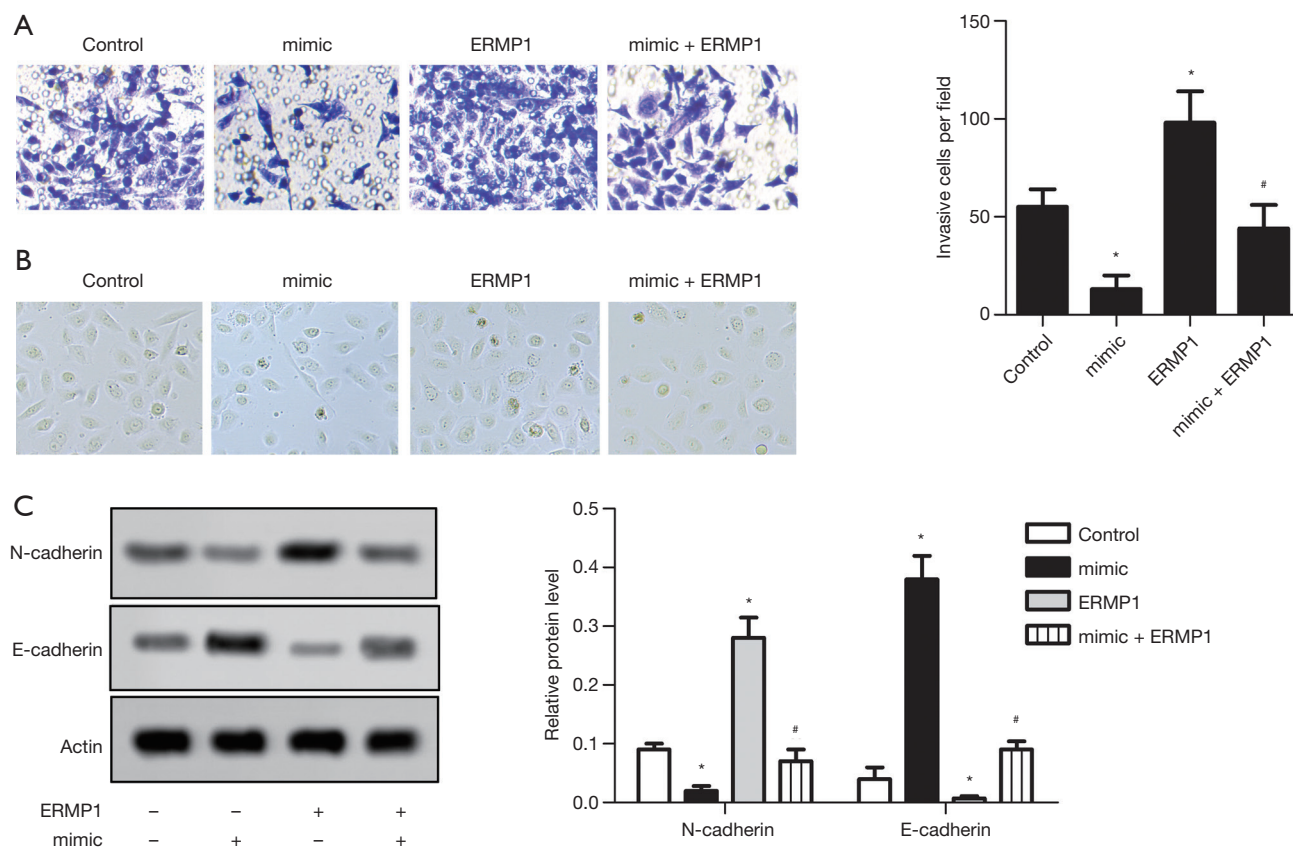 A
Control mimic ERMP1 mimic + ERMP1
150
100
50
0
Invasive cells per field
* * #
Control mimic ERMP1 mimic + ERMP1
B
Control mimic ERMP1 mimic + ERMP1
C
N-cadherin
E-cadherin
Actin
ERMP1 – – + +
mimic – + – +
0.5
0.4
0.3
0.2
0.1
0.0
Relative protein level
* * # * * #
N-cadherin E-cadherin
Control
mimic
ERMP1
mimic + ERMP1